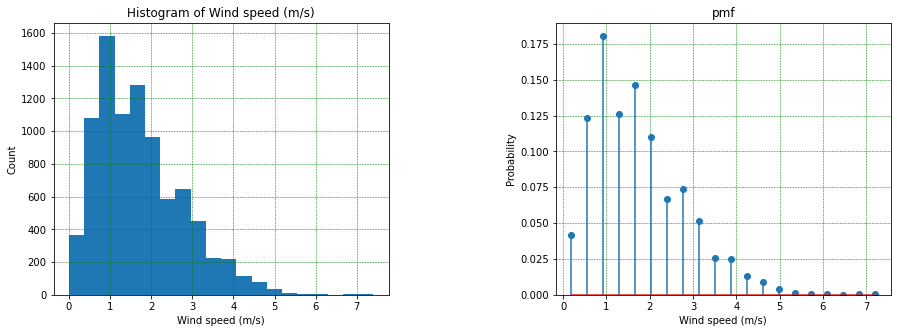 Histogram of Wind speed (m/s)
1600
1400
1200
1000
800
600
400
200
0
Count
0 1 2 3 4 5 6 7
Wind speed (m/s)
pmf
0.175
0.150
0.125
0.100
0.075
0.050
0.025
0.000
Probability
0 1 2 3 4 5 6 7
Wind speed (m/s)